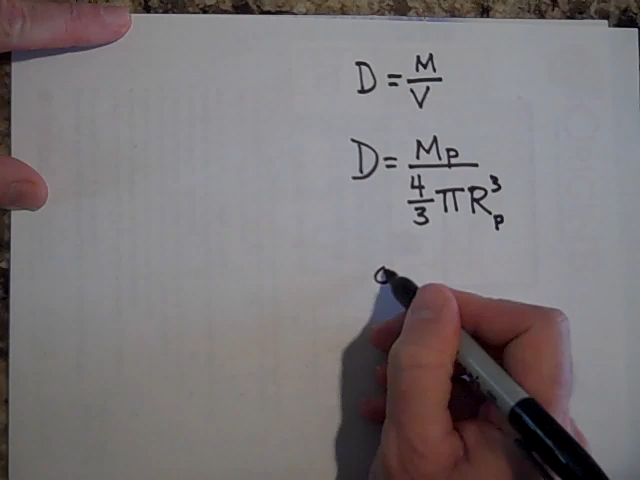 D = M/V
D = Mp / 4/3 π Rp³